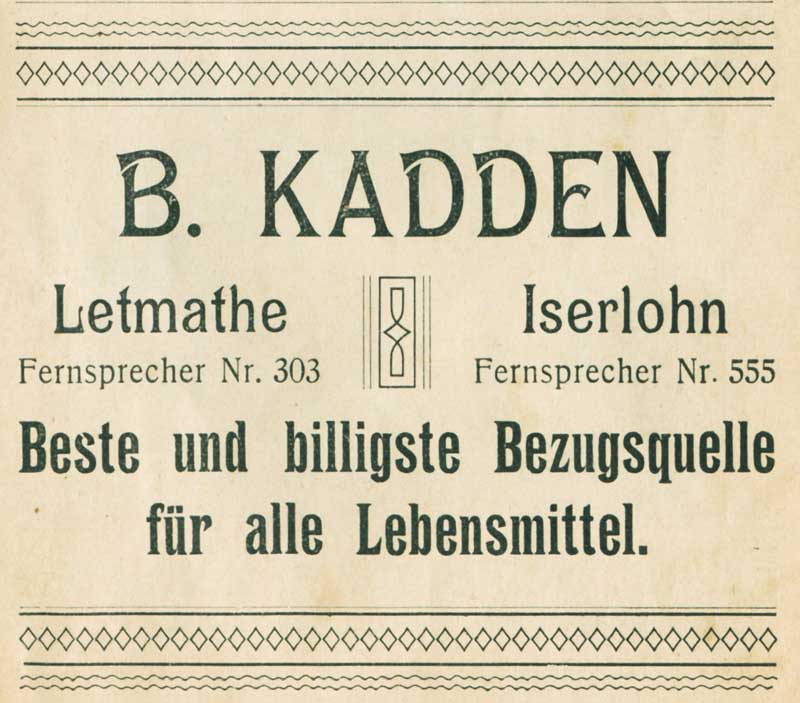 B. KADDEN
Letmathe Iserlohn
Fernsprecher Nr. 303 Fernsprecher Nr. 555
Beste und billigste Bezugsquelle
für alle Lebensmittel.